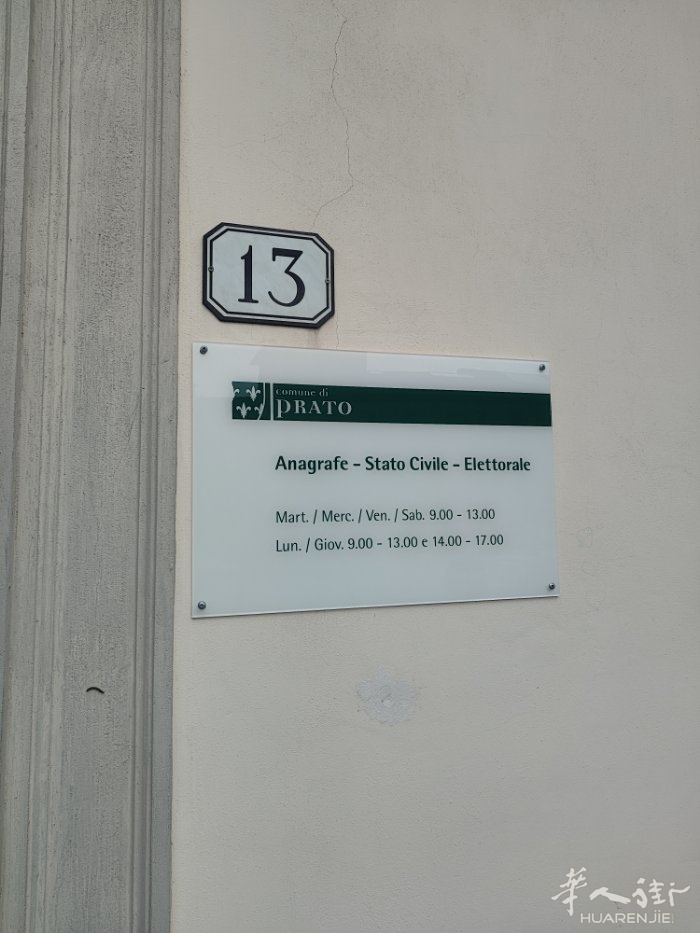 13
comune di
PRATO
Anagrafe - Stato Civile - Elettorale
Mart. / Merc. / Ven. / Sab. 9.00 - 13.00
Lun. / Giov. 9.00 - 13.00 e 14.00 - 17.00
华人街
HUARENJIE